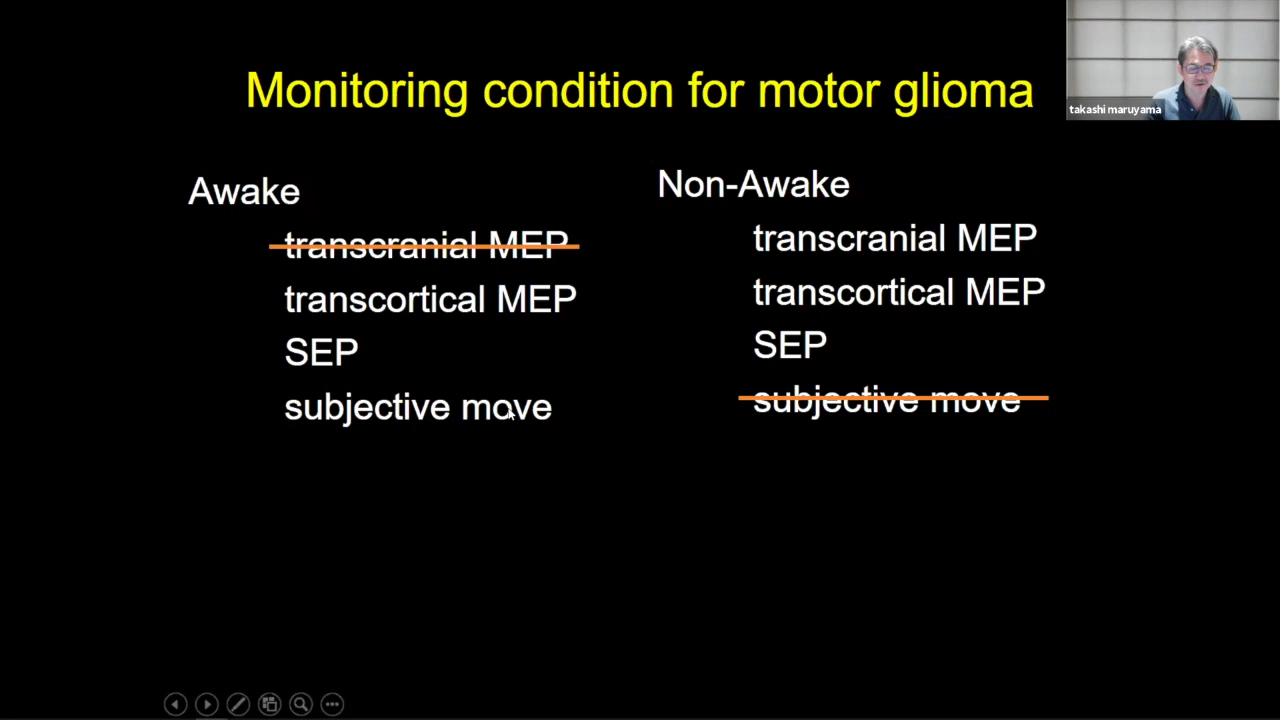 Monitoring condition for motor glioma
takashi maruyama
Awake
transcranial MEP
transcortical MEP
SEP
subjective move
Non-Awake
transcranial MEP
transcortical MEP
SEP
subjective move